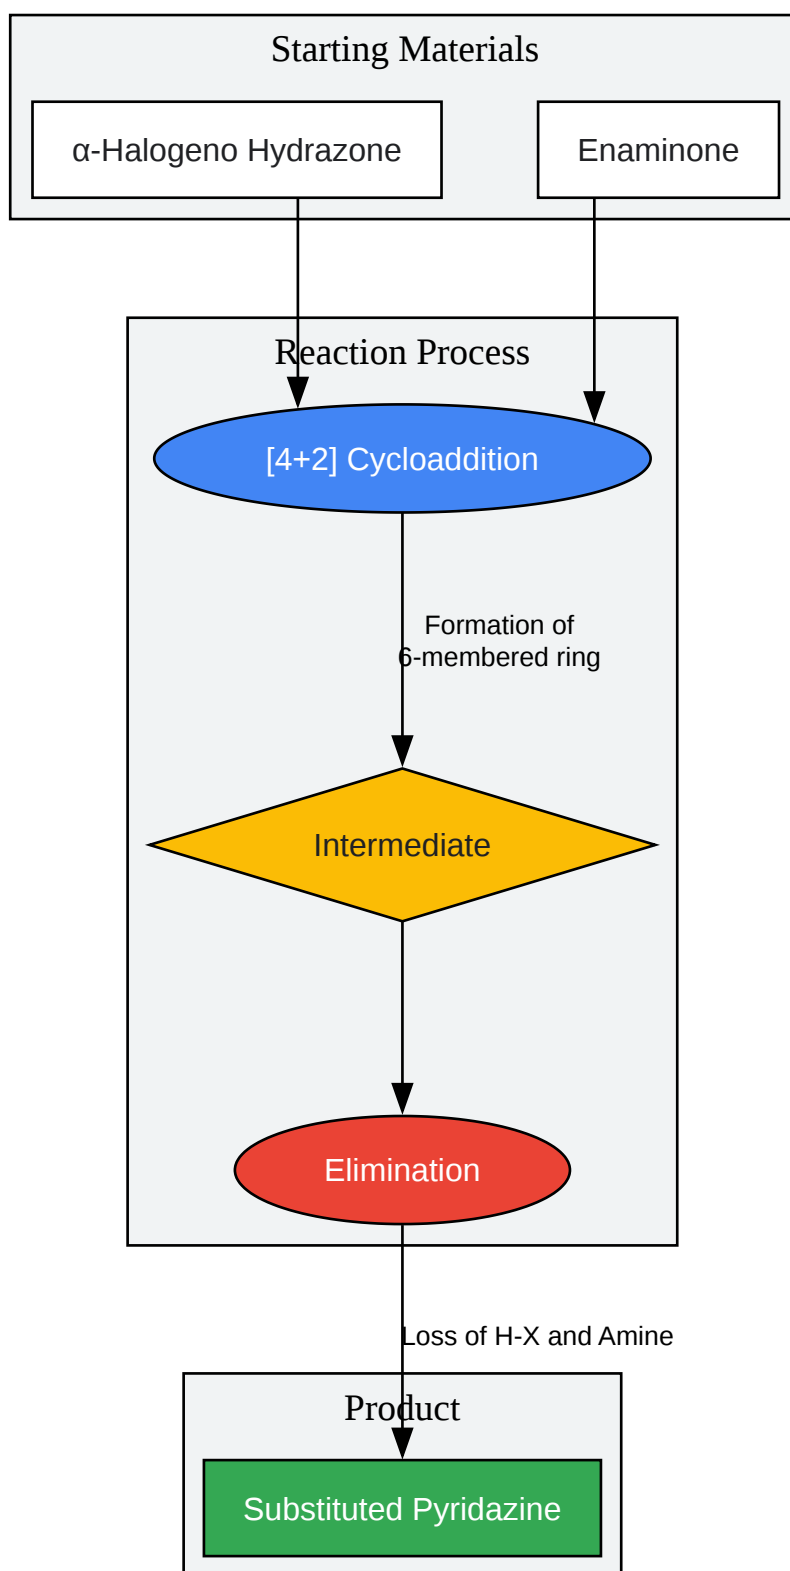 Starting Materials
α-Halogeno Hydrazone
Enaminone
Reaction Process
[4+2] Cycloaddition
Formation of
6-membered ring
Intermediate
Elimination
Loss of H-X and Amine
Product
Substituted Pyridazine